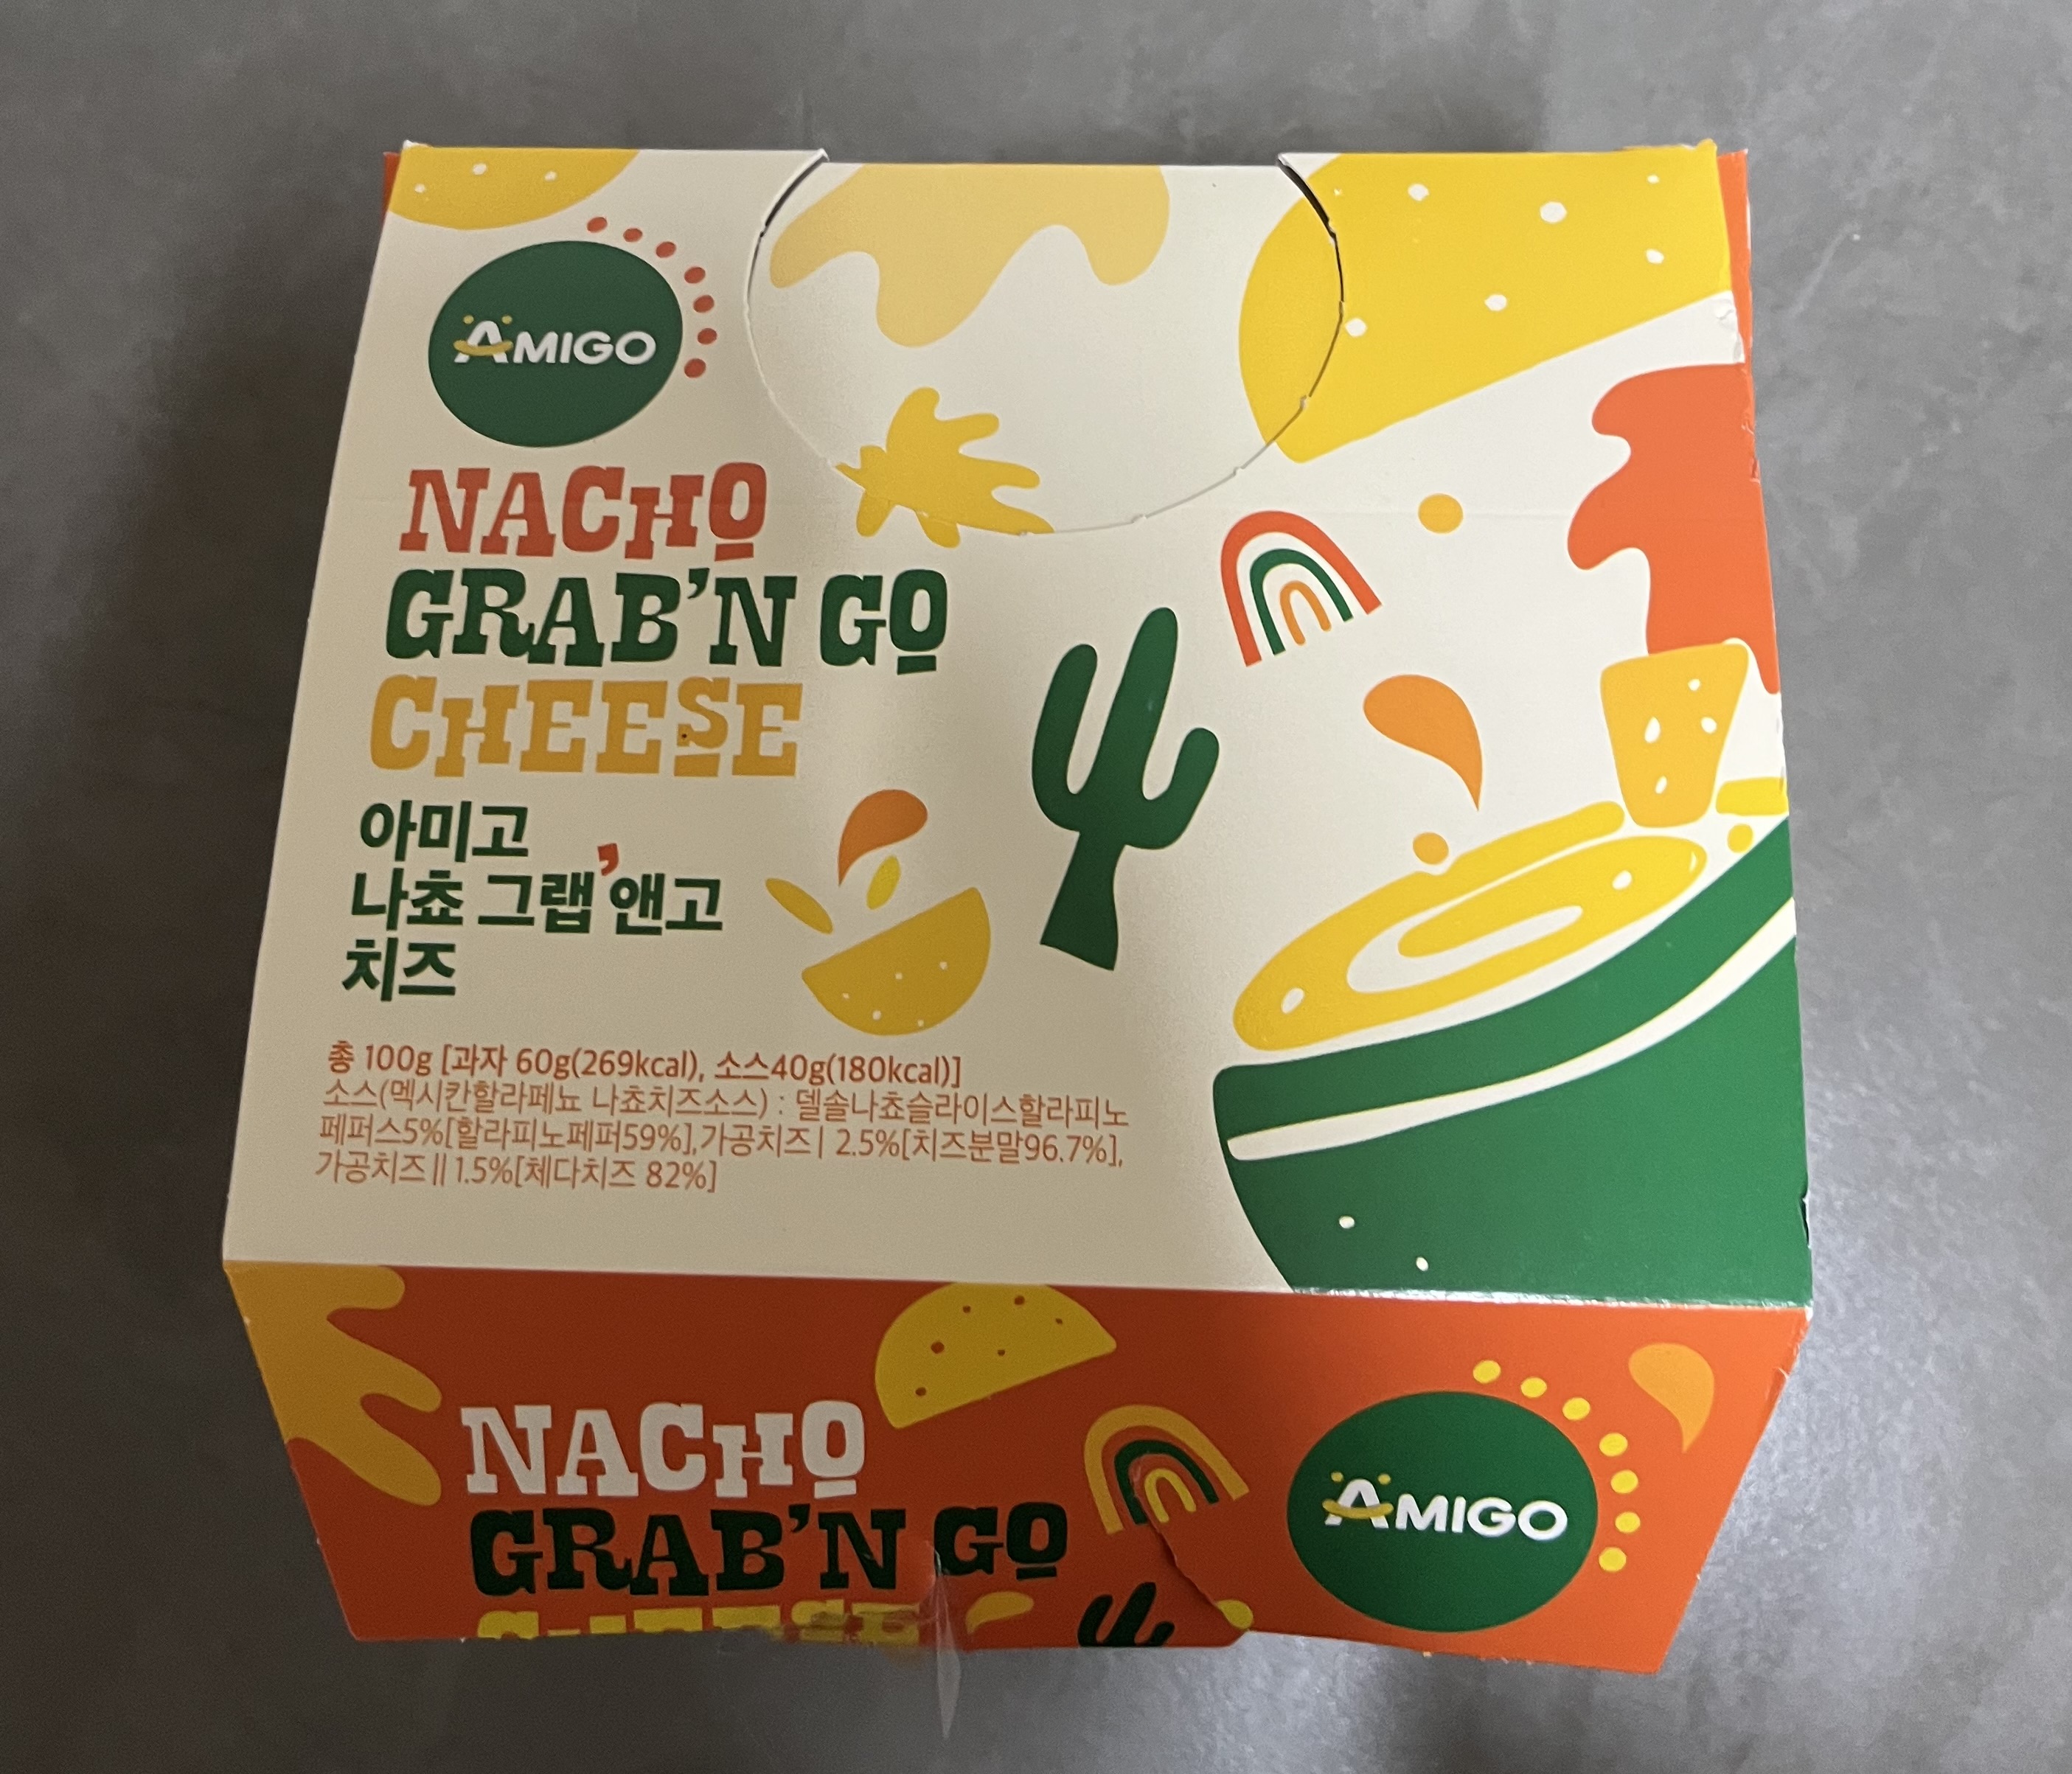 AMIGO
NACHO
GRAB'N GO
CHEESE
아미고
나쵸 그랩'앤고
치즈
총 100g [과자 60g(269kcal), 소스40g(180kcal)]
소스(멕시칸할라페뇨 나쵸치즈소스) : 델솔나쵸슬라이스할라피노
페퍼스5%[할라피노페퍼59%],가공치즈| 2.5%[치즈분말96.7%],
가공치즈|| 1.5%[체다치즈 82%]
NACHO
GRAB'N GO
CHEESE
AMIGO